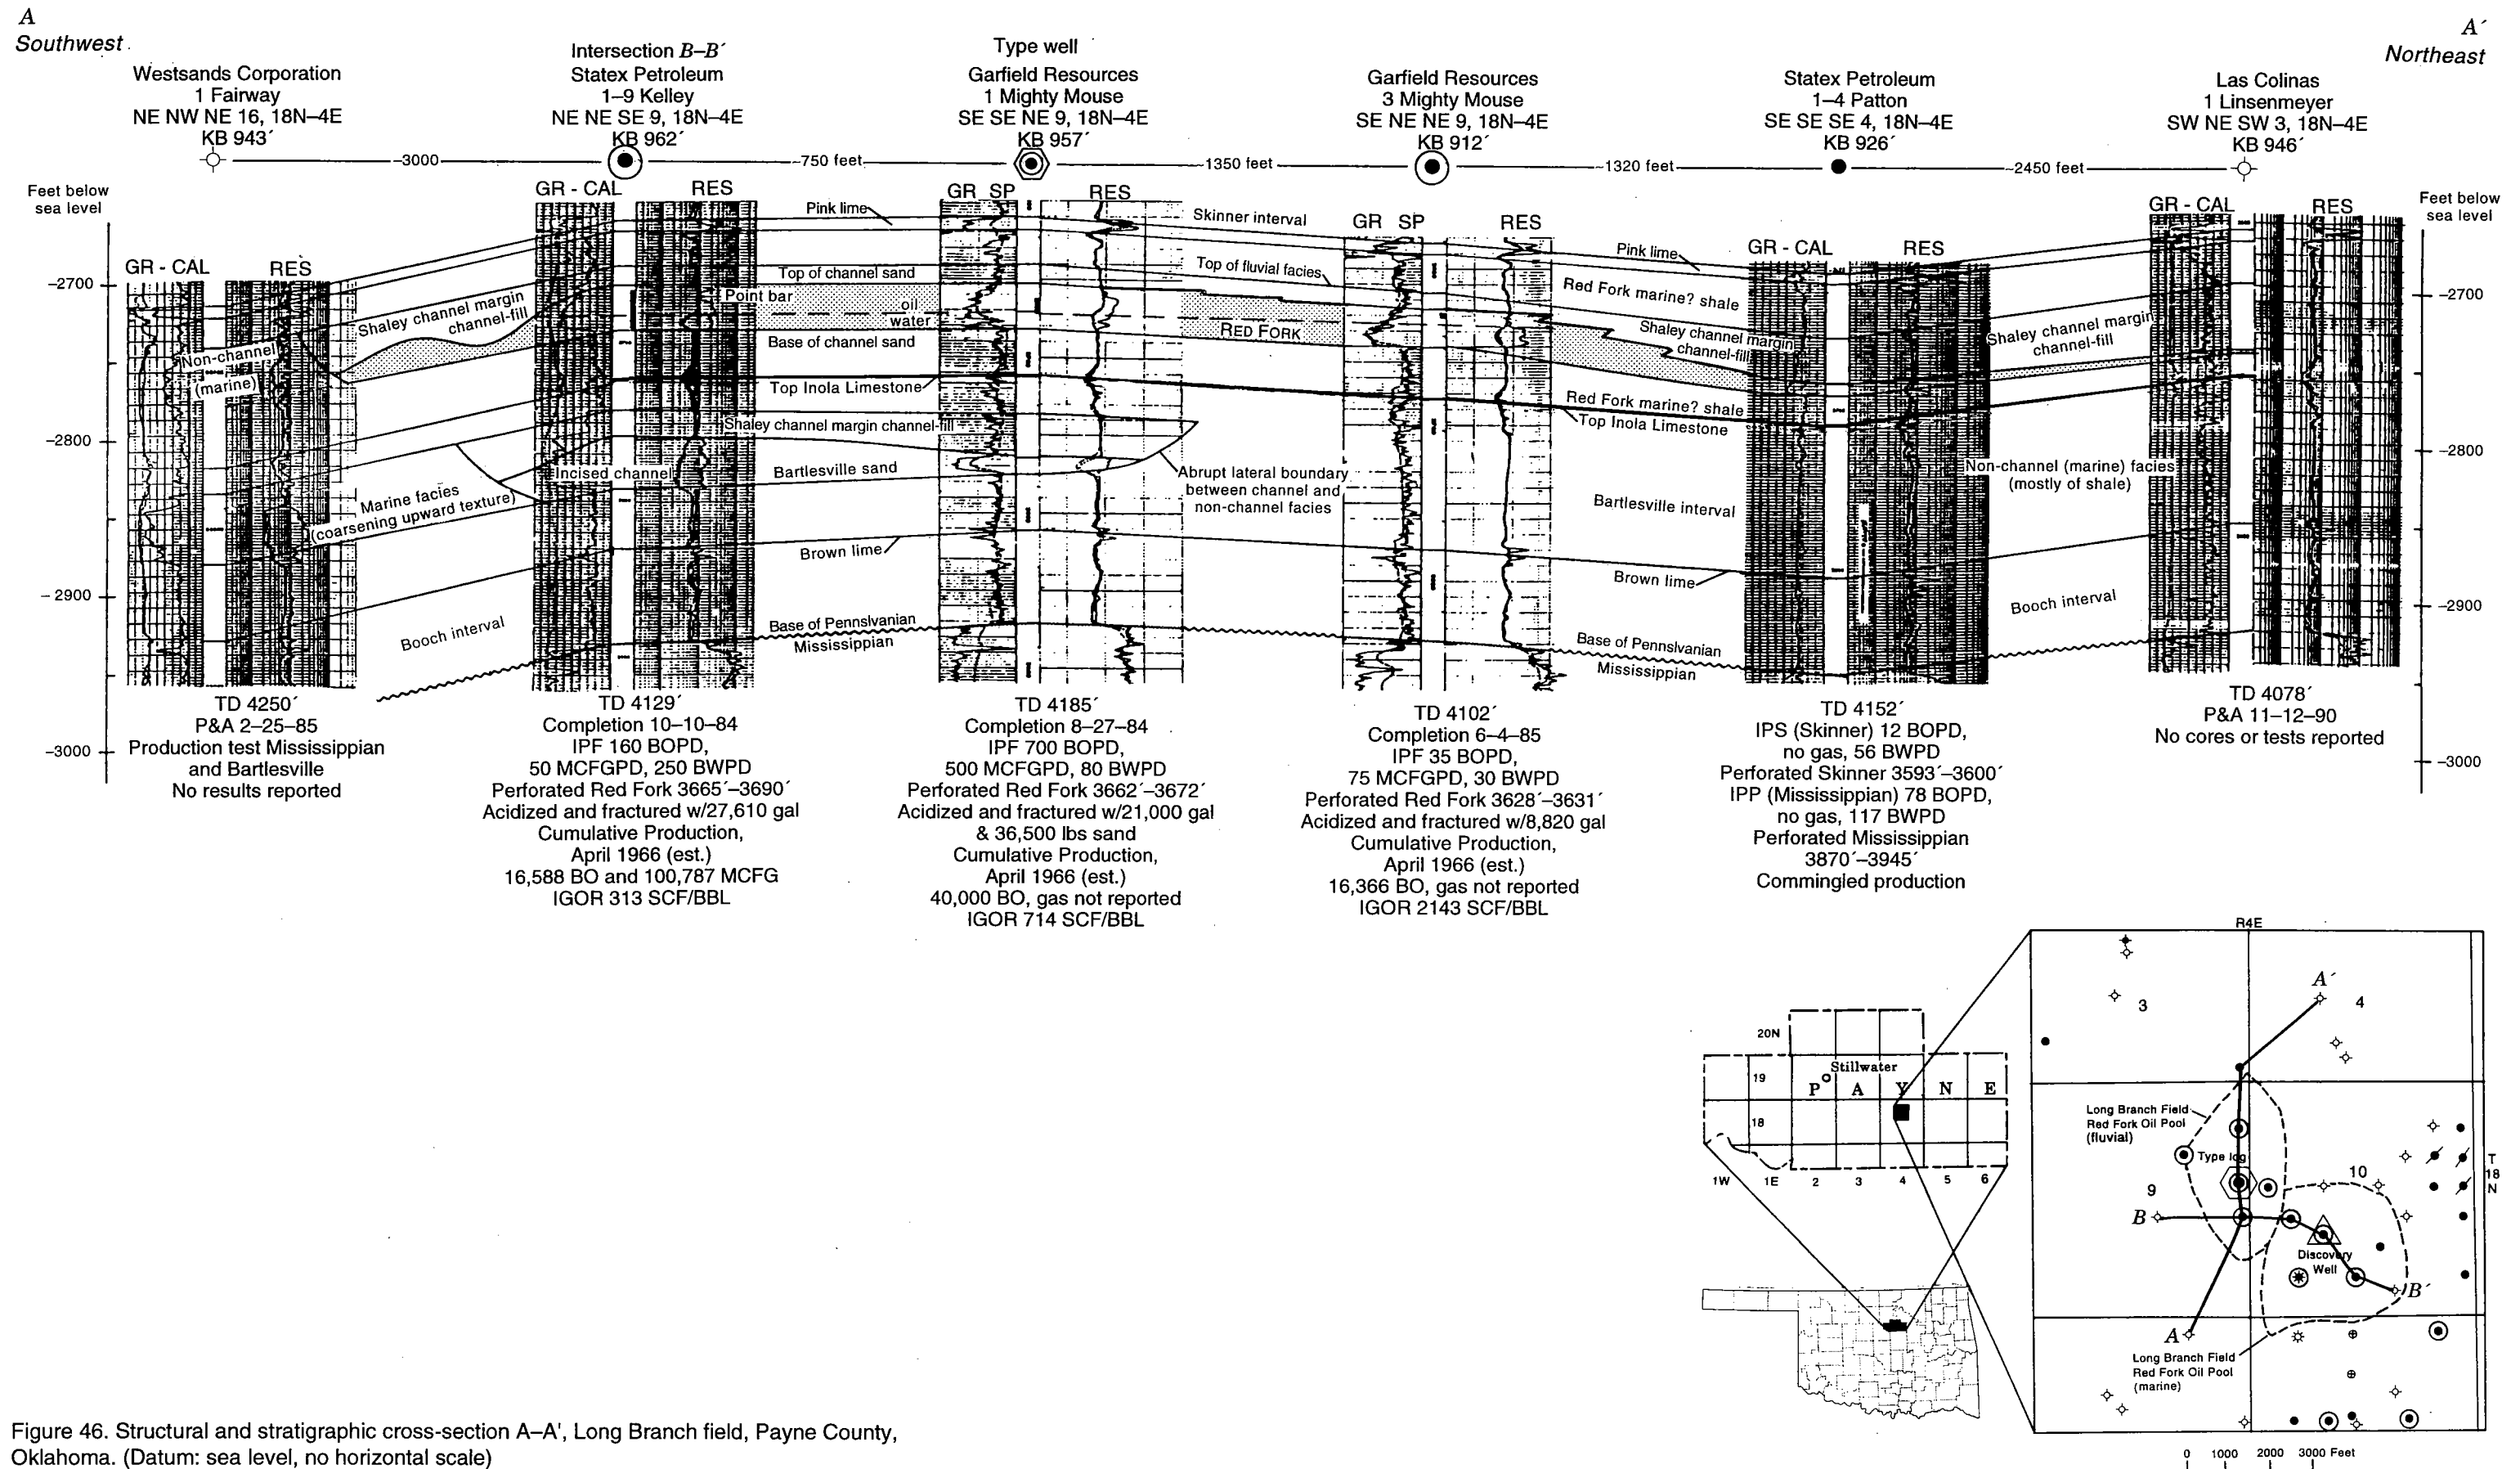 A
Southwest
A´
Northeast
Westsands Corporation
1 Fairway
NE NW NE 16, 18N–4E
KB 943´
Intersection B–B´
Statex Petroleum
1–9 Kelley
NE NE SE 9, 18N–4E
KB 962´
Type well
Garfield Resources
1 Mighty Mouse
SE SE NE 9, 18N–4E
KB 957´
Garfield Resources
3 Mighty Mouse
SE NE NE 9, 18N–4E
KB 912´
Statex Petroleum
1–4 Patton
SE SE SE 4, 18N–4E
KB 926´
Las Colinas
1 Linsenmeyer
SW NE SW 3, 18N–4E
KB 946´
~3000
~750 feet
1350 feet
~1320 feet
~2450 feet
Feet below
sea level
–2700
–2800
–2900
–3000
Feet below
sea level
–2700
–2800
–2900
–3000
GR - CAL RES
GR - CAL RES
GR SP RES
GR SP RES
GR - CAL RES
GR - CAL RES
Pink lime
Skinner interval
Pink lime
Top of channel sand
Top of fluvial facies
Red Fork marine? shale
Shaley channel margin
channel-fill
Point bar
oil
water
RED FORK
Shaley channel margin
channel-fill
Shaley channel margin
channel-fill
Non-channel
(marine)
Base of channel sand
Top Inola Limestone
Red Fork marine? shale
Top Inola Limestone
Shaley channel margin channel-fill
Incised channel
Bartlesville sand
Abrupt lateral boundary
between channel and
non-channel facies
Non-channel (marine) facies
(mostly of shale)
Bartlesville interval
Marine facies
(coarsening upward texture)
Brown lime
Brown lime
Booch interval
Booch interval
Base of Pennslvanian
Mississippian
Base of Pennslvanian
Mississippian
TD 4250´
P&A 2–25–85
Production test Mississippian
and Bartlesville
No results reported
TD 4129´
Completion 10–10–84
IPF 160 BOPD,
50 MCFGPD, 250 BWPD
Perforated Red Fork 3665´–3690´
Acidized and fractured w/27,610 gal
Cumulative Production,
April 1966 (est.)
16,588 BO and 100,787 MCFG
IGOR 313 SCF/BBL
TD 4185´
Completion 8–27–84
IPF 700 BOPD,
500 MCFGPD, 80 BWPD
Perforated Red Fork 3662´–3672´
Acidized and fractured w/21,000 gal
& 36,500 lbs sand
Cumulative Production,
April 1966 (est.)
40,000 BO, gas not reported
IGOR 714 SCF/BBL
TD 4102´
Completion 6–4–85
IPF 35 BOPD,
75 MCFGPD, 30 BWPD
Perforated Red Fork 3628´–3631´
Acidized and fractured w/8,820 gal
Cumulative Production,
April 1966 (est.)
16,366 BO, gas not reported
IGOR 2143 SCF/BBL
TD 4152´
IPS (Skinner) 12 BOPD,
no gas, 56 BWPD
Perforated Skinner 3593´–3600´
IPP (Mississippian) 78 BOPD,
no gas, 117 BWPD
Perforated Mississippian
3870´–3945´
Commingled production
TD 4078´
P&A 11–12–90
No cores or tests reported
20N
19
18
Stillwater
P A Y N E
1W 1E 2 3 4 5 6
R4E
A´
3
4
Long Branch Field
Red Fork Oil Pool
(fluvial)
Type log
9
10
T
18
N
B
Discovery
Well
B´
A
Long Branch Field
Red Fork Oil Pool
(marine)
0 1000 2000 3000 Feet
Figure 46. Structural and stratigraphic cross-section A–A', Long Branch field, Payne County,
Oklahoma. (Datum: sea level, no horizontal scale)